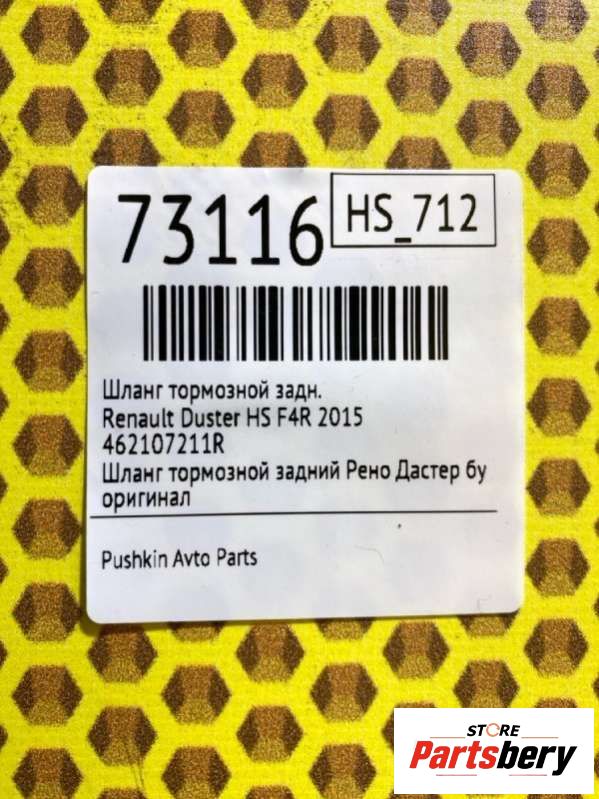 73116
HS_712
Шланг тормозной задн.
Renault Duster HS F4R 2015
462107211R
Шланг тормозной задний Рено Дастер бу
оригинал
Pushkin Avto Parts
STORE
Partsbery